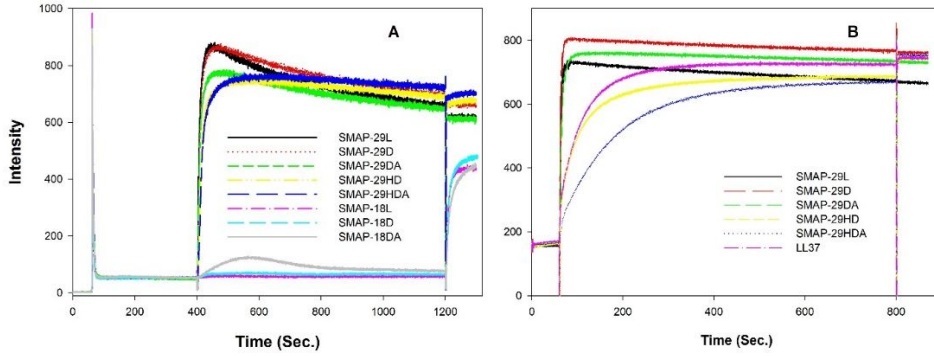 A
Intensity
1000
800
600
400
200
0
SMAP-29L
SMAP-29D
SMAP-29DA
SMAP-29HD
SMAP-29HDA
SMAP-18L
SMAP-18D
SMAP-18DA
0 200 400 600 800 1000 1200
Time (Sec.)
B
800
600
400
200
0
SMAP-29L
SMAP-29D
SMAP-29DA
SMAP-29HD
SMAP-29HDA
LL37
0 200 400 600 800
Time (Sec.)